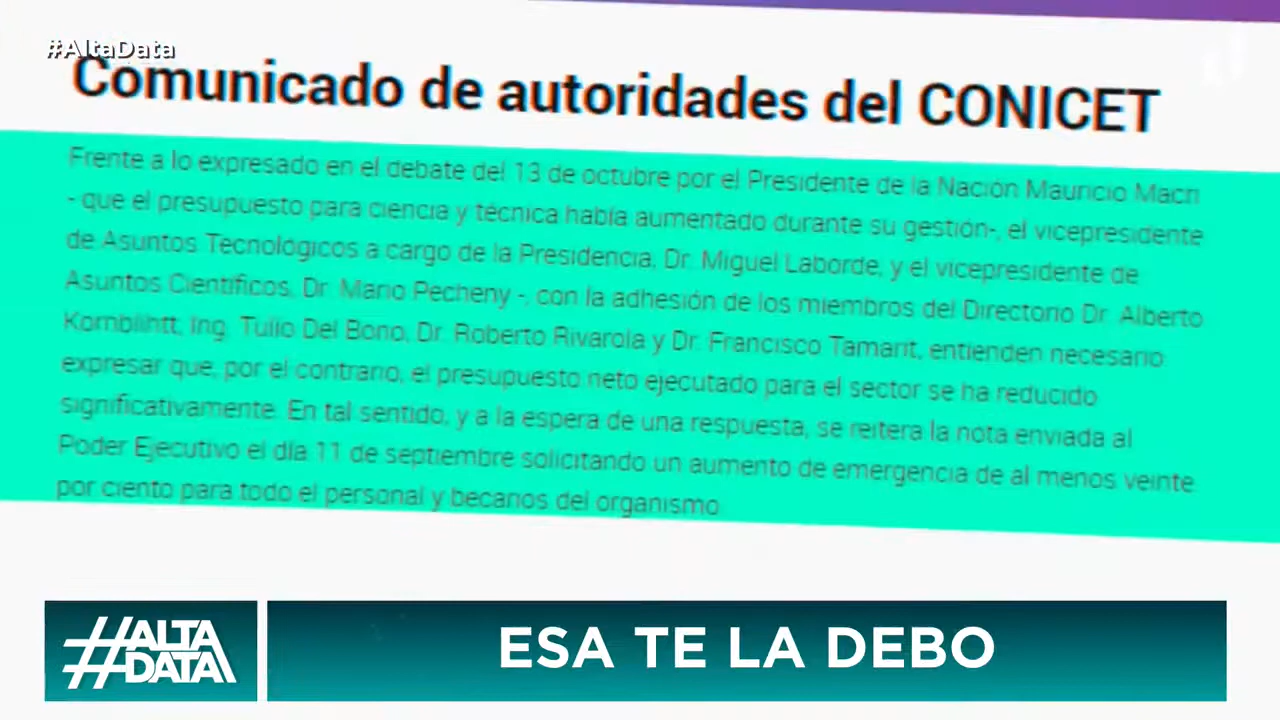 #AltaData
Comunicado de autoridades del CONICET
Frente a lo expresado en el debate del 13 de octubre por el Presidente de la Nación Mauricio Macri
- que el presupuesto para ciencia y técnica había aumentado durante su gestión-, el vicepresidente
de Asuntos Tecnológicos a cargo de la Presidencia, Dr. Miguel Laborde, y el vicepresidente de
Asuntos Científicos, Dr. Mario Pecheny -, con la adhesión de los miembros del Directorio Dr. Alberto
Kornblihtt, Ing. Tulio Del Bono, Dr. Roberto Rivarola y Dr. Francisco Tamarit, entienden necesario
expresar que, por el contrario, el presupuesto neto ejecutado para el sector se ha reducido
significativamente. En tal sentido, y a la espera de una respuesta, se reitera la nota enviada al
Poder Ejecutivo el día 11 de septiembre solicitando un aumento de emergencia de al menos veinte
por ciento para todo el personal y becarios del organismo
#ALTA
DATA
ESA TE LA DEBO